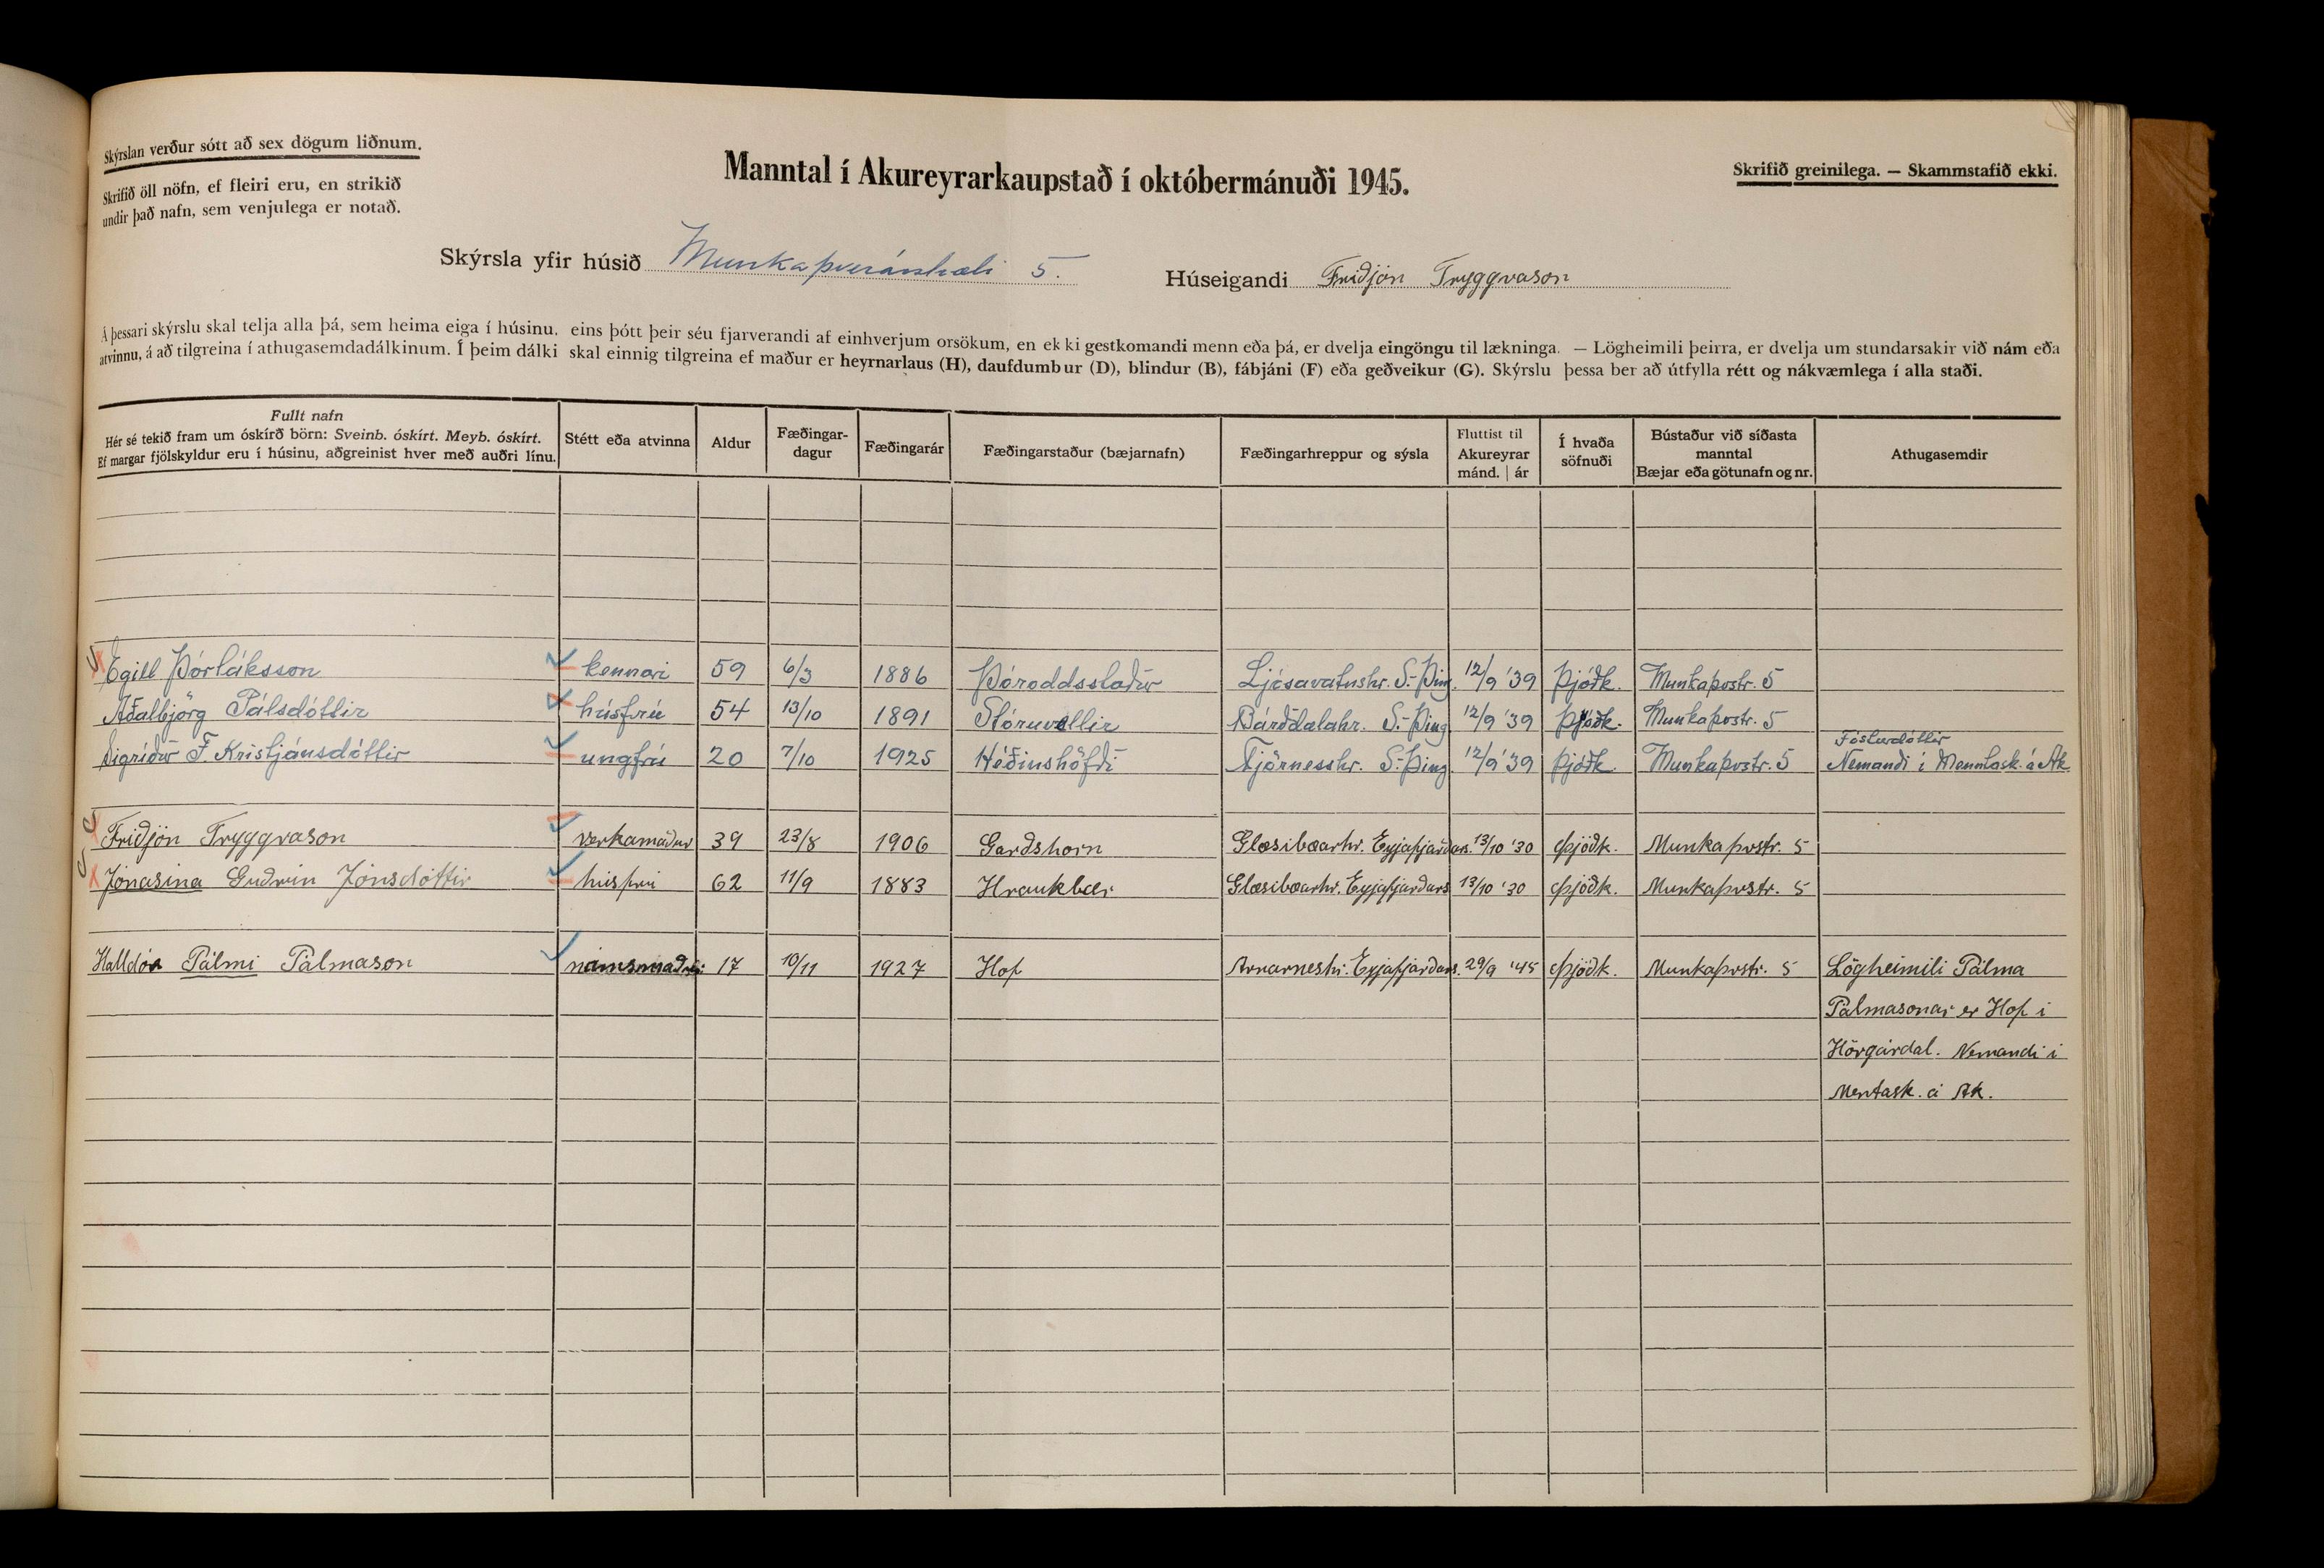 Skýrslan verður sótt að sex dögum liðnum.
Skrifið öll nöfn, ef fleiri eru, en strikið
undir það nafn, sem venjulega er notað.
Manntal í Akureyrarkaupstað í októbermánuði 1945.
Skrifið greinilega. — Skammstafið ekki.
Skýrsla yfir húsið 5. Húseigandi Friðjón Tryggvason
Á þessari skýrslu skal telja alla þá, sem heima eiga í húsinu, eins þótt þeir séu fjarverandi af einhverjum orsökum, en ekki gestkomandi menn eða þá, er dvelja eingöngu til lækninga. — Lögheimili þeirra, er dvelja um stundarsakir við nám eða
atvinnu, á að tilgreina í athugasemdadálkinum. Í þeim dálki skal einnig tilgreina ef maður er heyrnarlaus (H), daufdumbur (D), blindur (B), fábjáni (F) eða geðveikur (G). Skýrslu þessa ber að útfylla rétt og nákvæmlega í alla staði.
Fullt nafn
Hér sé tekið fram um óskírð börn: Sveinb. óskírt. Meyb. óskírt.
Ef margar fjölskyldur eru í húsinu, aðgreinist hver með auðri línu.
Stétt eða atvinna
Aldur
Fæðingar-
dagur
Fæðingarár
Fæðingarstaður (bæjarnafn)
Fæðingarhreppur og sýsla
Fluttist til
Akureyrar
mánd. | ár
Í hvaða
söfnuði
Bústaður við síðasta
manntal
Bæjar eða götunafn og nr.
Athugasemdir
Egill Þórláksson kennari 59 6/3 1886 Þóroddsstaður Ljósavatnshr. S.-Þing. 12/9 '39 Þjóðk. Munkaþvstr. 5
Aðalbjörg Pálsdóttir húsfrú 54 13/10 1891 Stóruvellir Bárðdælahr. S.-Þing. 12/9 '39 Þjóðk. Munkaþvstr. 5
Sigríður F. Kristjánsdóttir ungfrú 20 7/10 1925 Héðinshöfði Tjörnesshr. S.-Þing. 12/9 '39 Þjóðk. Munkaþvstr. 5 Fósturdóttir
Nemandi í Menntask. á Ak.
Friðjón Tryggvason verkamaður 39 23/8 1906 Garðshorn Glæsibæarhr. Eyjafjarðars. 13/10 '30 Þjóðk. Munkaþvstr. 5
Jónasína Guðrún Jónsdóttir húsfrú 62 11/9 1883 Hraukbær Glæsibæarhr. Eyjafjarðars. 13/10 '30 Þjóðk. Munkaþvstr. 5
Halldór Pálmi Pálmason námsmaður 17 10/11 1927 Hof Arnarneshr. Eyjafjarðars. 29/9 '45 Þjóðk. Munkaþvstr. 5 Lögheimili Pálma
Pálmasonar er Hof í
Hörgárdal. Nemandi í
Mentask. á Ak.